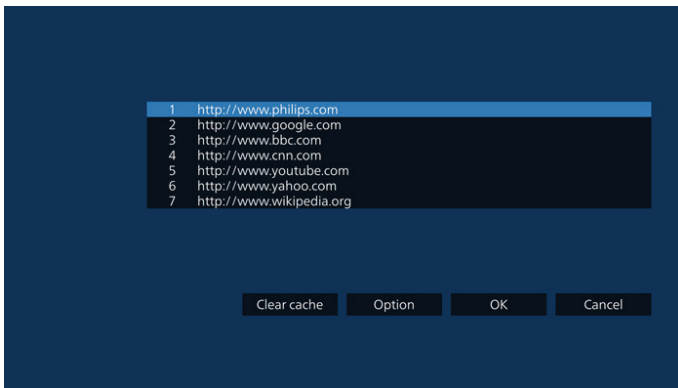 1 http://www.philips.com
2 http://www.google.com
3 http://www.bbc.com
4 http://www.cnn.com
5 http://www.youtube.com
6 http://www.yahoo.com
7 http://www.wikipedia.org
Clear cache Option OK Cancel